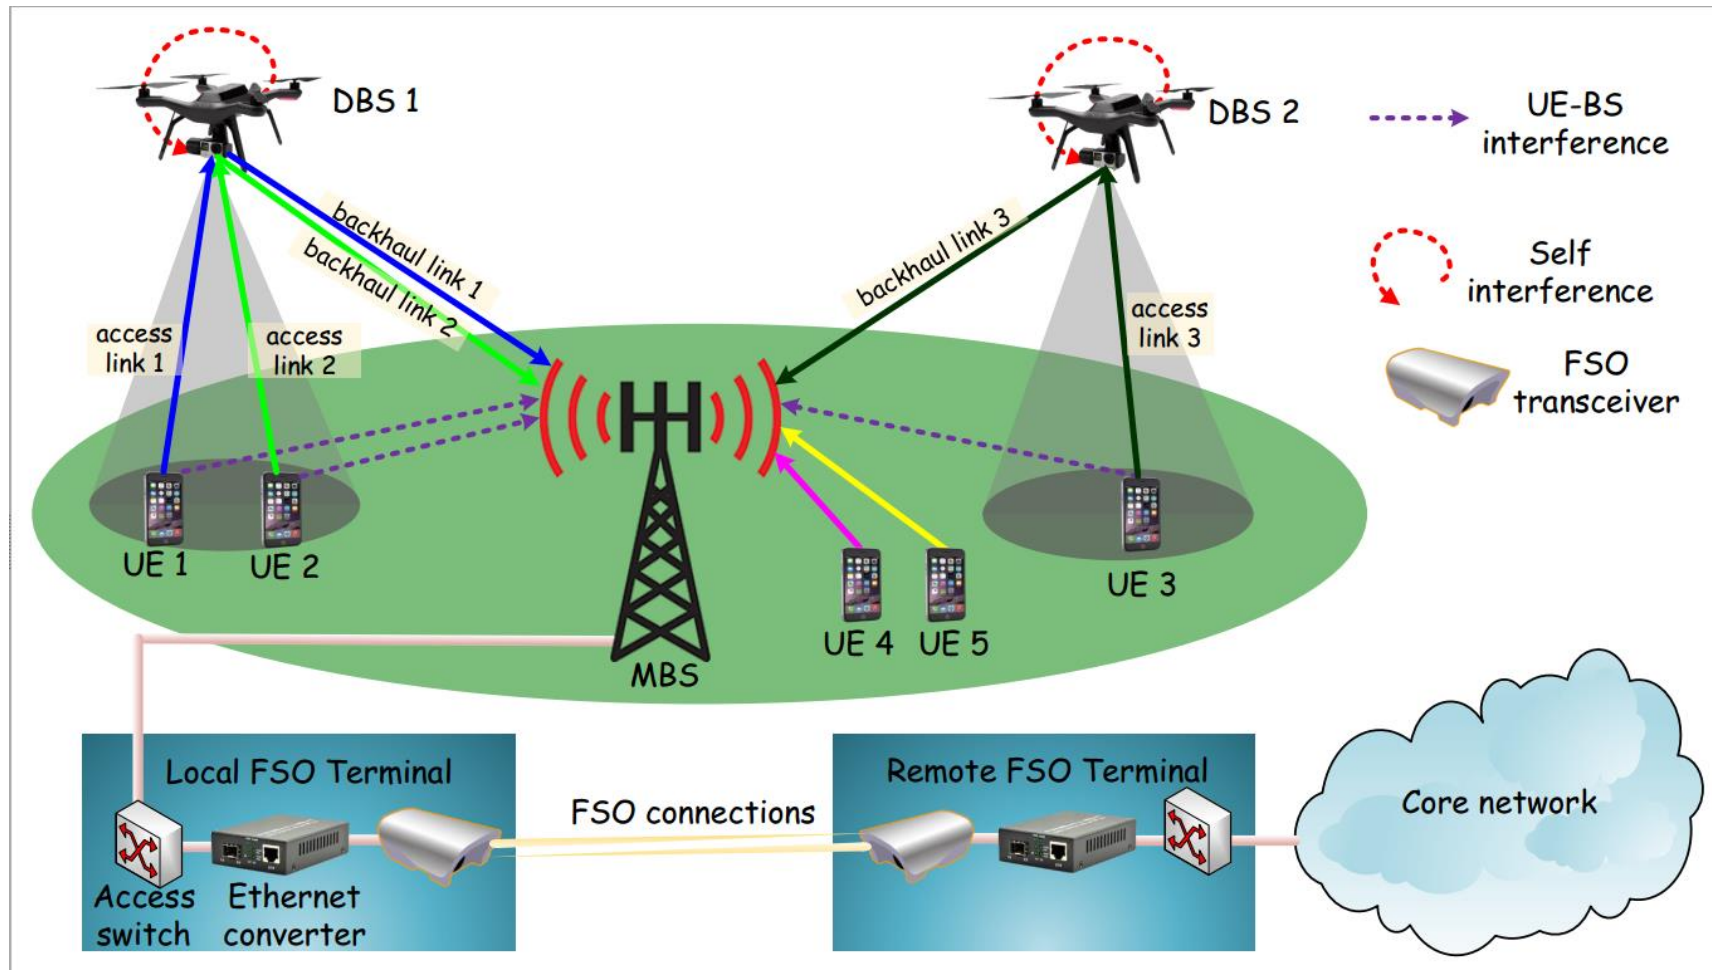 DBS 1
DBS 2
UE-BS
interference
backhaul link 1
backhaul link 2
backhaul link 3
Self
interference
access
link 1
access
link 2
access
link 3
FSO
transceiver
UE 1
UE 2
UE 3
UE 4
UE 5
MBS
Local FSO Terminal
Remote FSO Terminal
FSO connections
Core network
Access
switch
Ethernet
converter